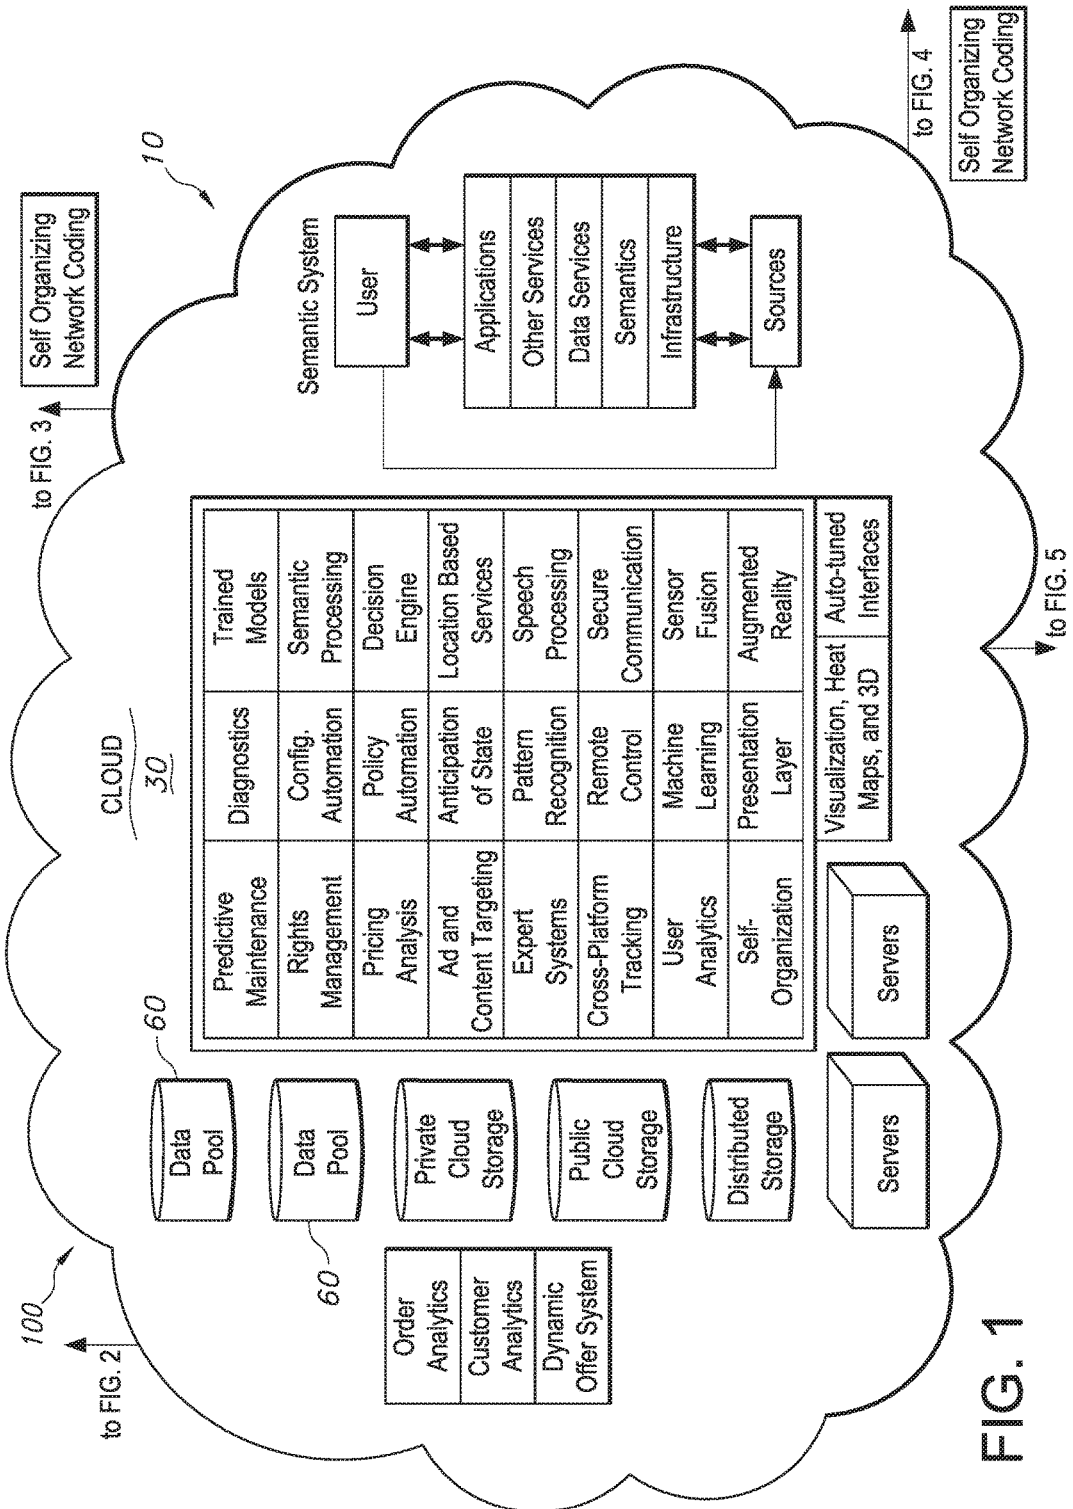 100
to FIG. 2
to FIG. 3
Self Organizing
Network Coding
10
CLOUD
30
60
Data
Pool
Data
Pool
60
Private
Cloud
Storage
Public
Cloud
Storage
Distributed
Storage
Servers
Servers
Order
Analytics
Customer
Analytics
Dynamic
Offer System
Predictive
Maintenance
Diagnostics
Trained
Models
Rights
Management
Config.
Automation
Semantic
Processing
Pricing
Analysis
Policy
Automation
Decision
Engine
Ad and
Content Targeting
Anticipation
of State
Location Based
Services
Expert
Systems
Pattern
Recognition
Speech
Processing
Cross-Platform
Tracking
Remote
Control
Secure
Communication
User
Analytics
Machine
Learning
Sensor
Fusion
Self-
Organization
Presentation
Layer
Augmented
Reality
Visualization, Heat
Maps, and 3D
Auto-tuned
Interfaces
Semantic System
User
Applications
Other Services
Data Services
Semantics
Infrastructure
Sources
to FIG. 4
Self Organizing
Network Coding
to FIG. 5
FIG. 1